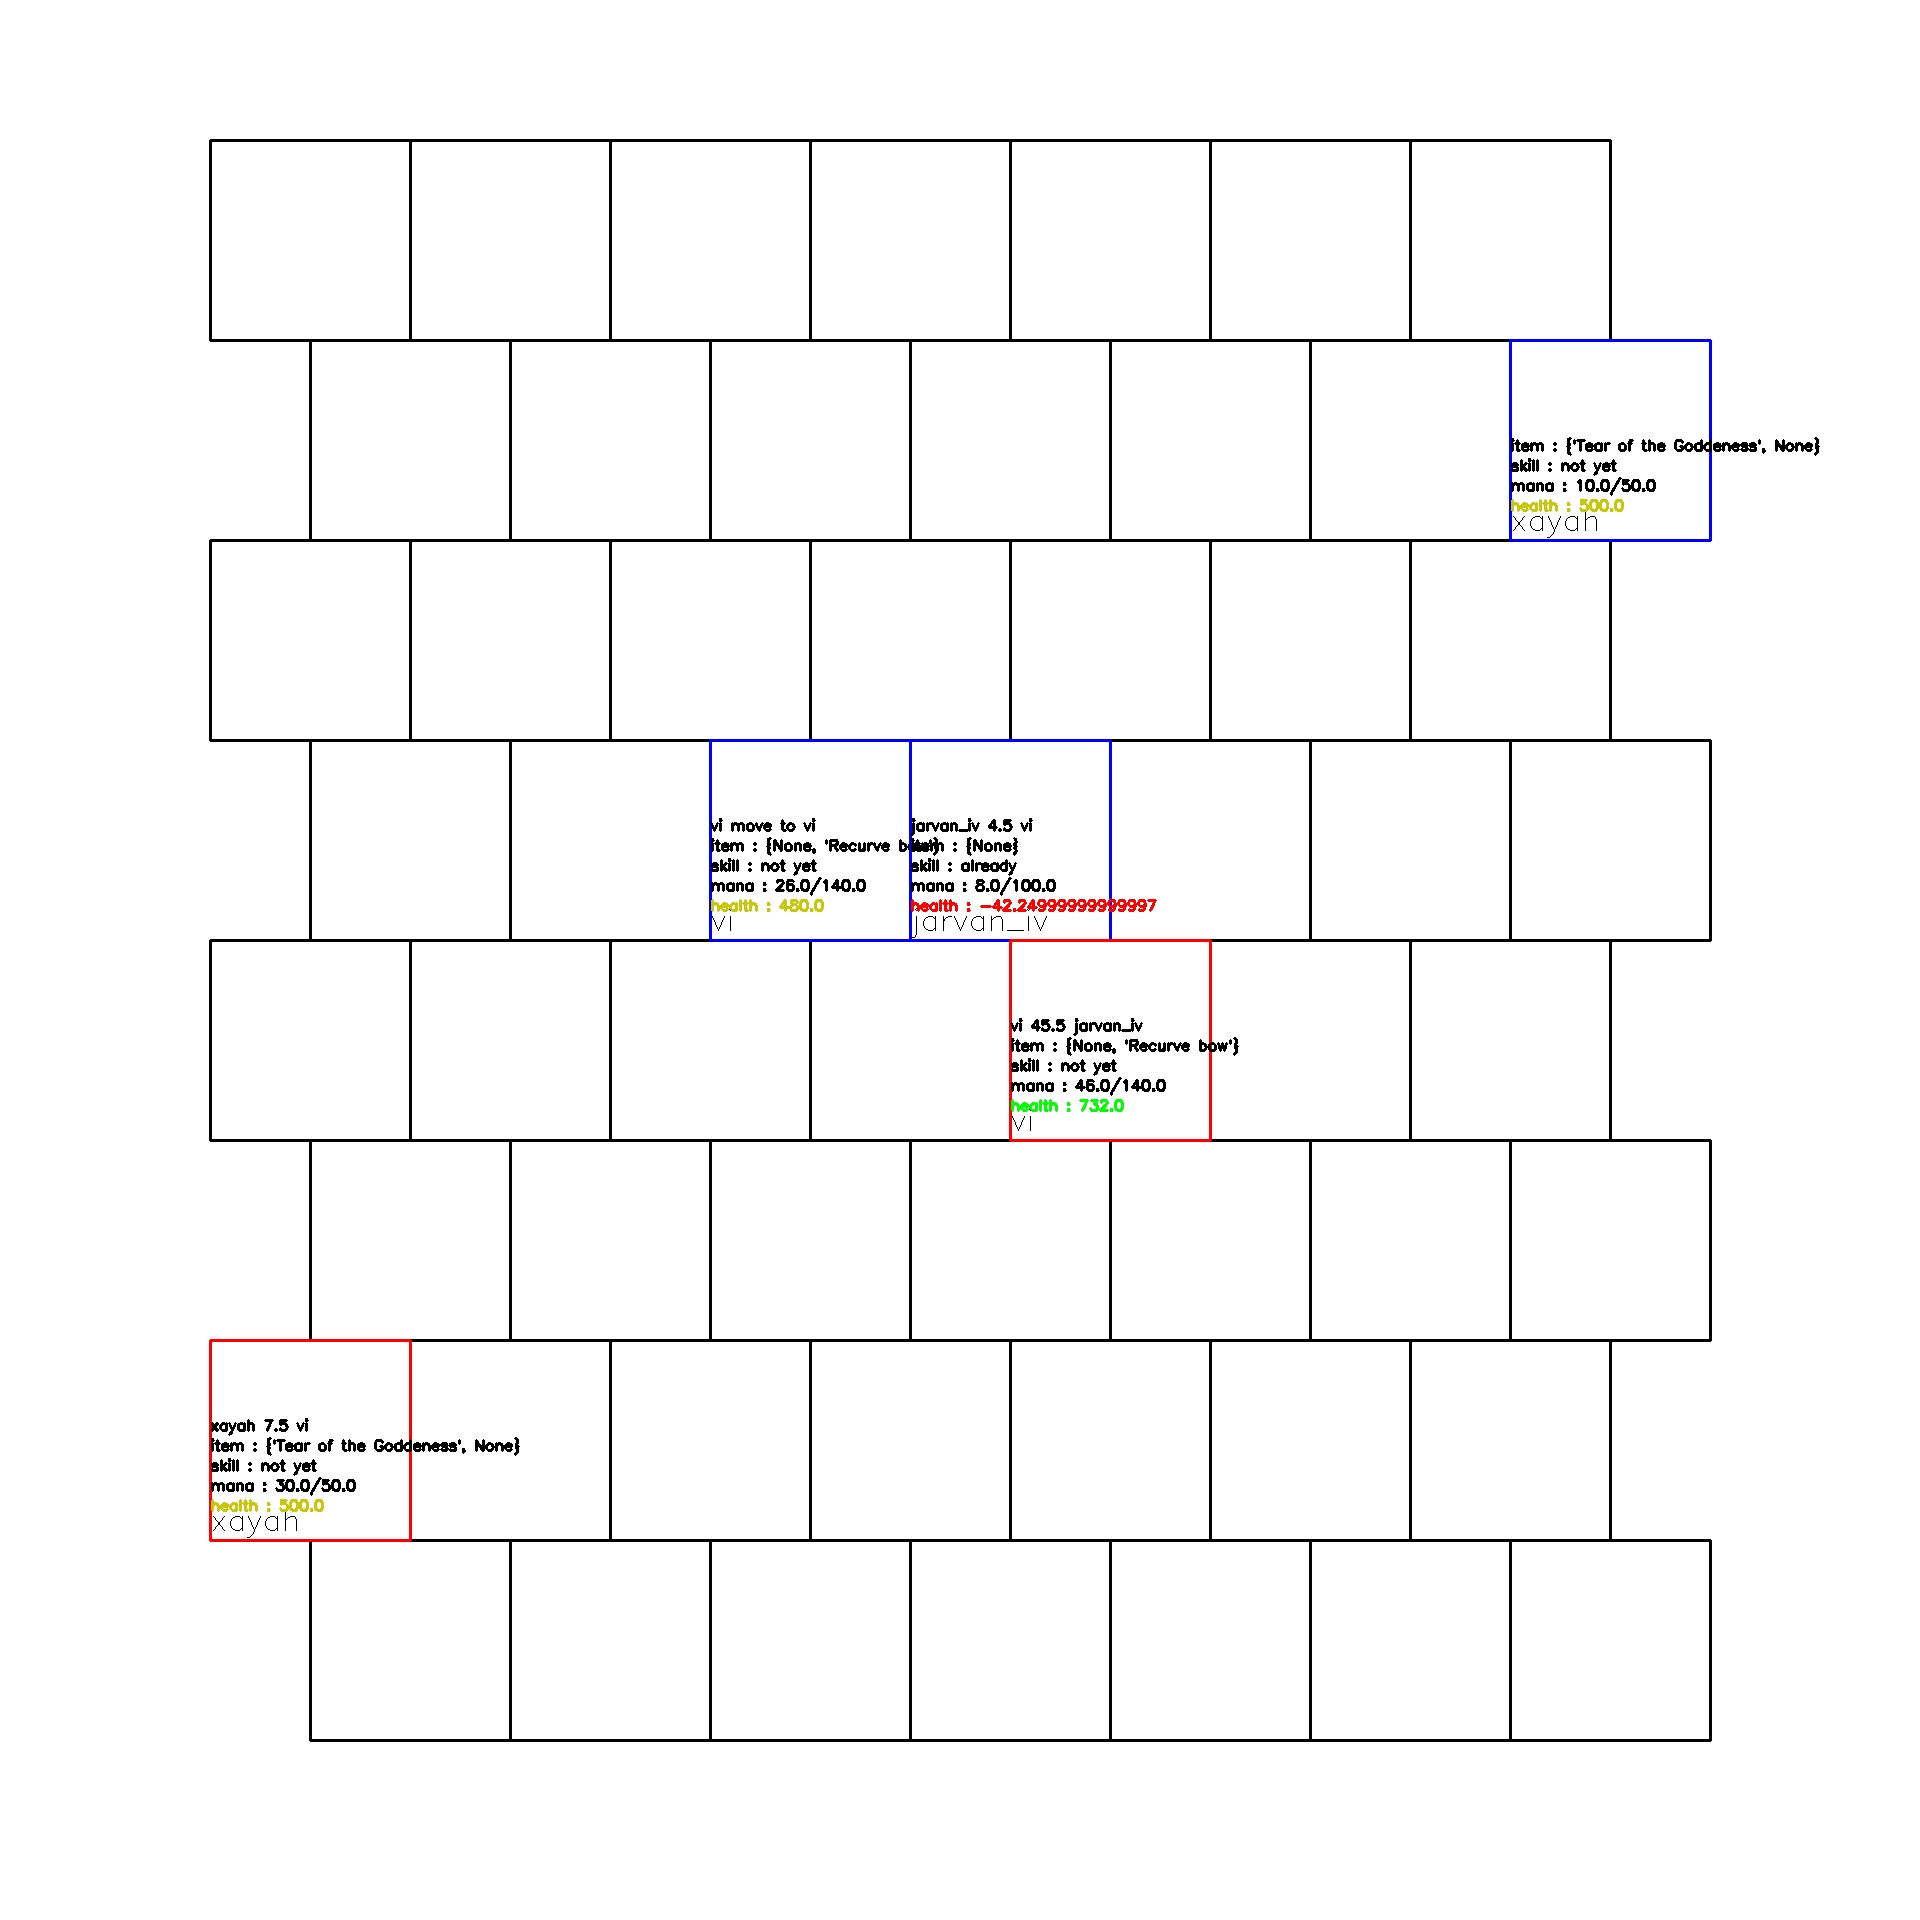 item : {'Tear of the Goddeness', None}
skill : not yet
mana : 10.0/50.0
health : 500.0
xayah
vi move to vi
item : {None, 'Recurve bow'}
skill : not yet
mana : 26.0/140.0
health : 480.0
vi
jarvan_iv 4.5 vi
item : {None}
skill : already
mana : 8.0/100.0
health : -42.24999999999997
jarvan_iv
vi 45.5 jarvan_iv
item : {None, 'Recurve bow'}
skill : not yet
mana : 46.0/140.0
health : 732.0
vi
xayah 7.5 vi
item : {'Tear of the Goddeness', None}
skill : not yet
mana : 30.0/50.0
health : 500.0
xayah